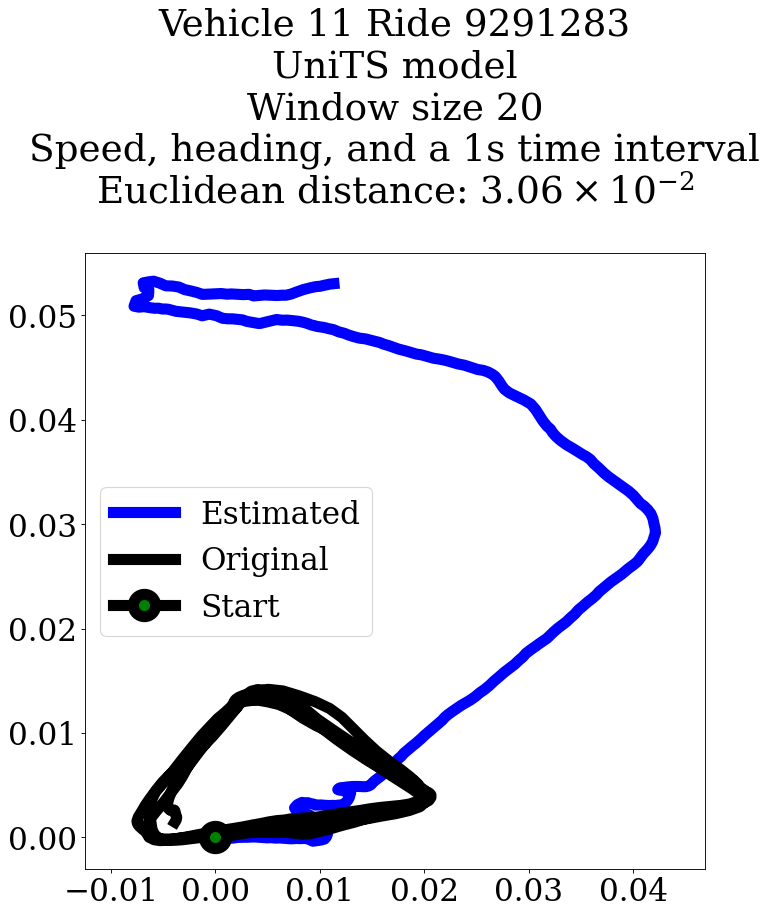 Vehicle 11 Ride 9291283
UniTS model
Window size 20
Speed, heading, and a 1s time interval
Euclidean distance: 3.06 × 10⁻²
0.05
0.04
0.03
0.02
0.01
0.00
Estimated
Original
Start
−0.01 0.00 0.01 0.02 0.03 0.04